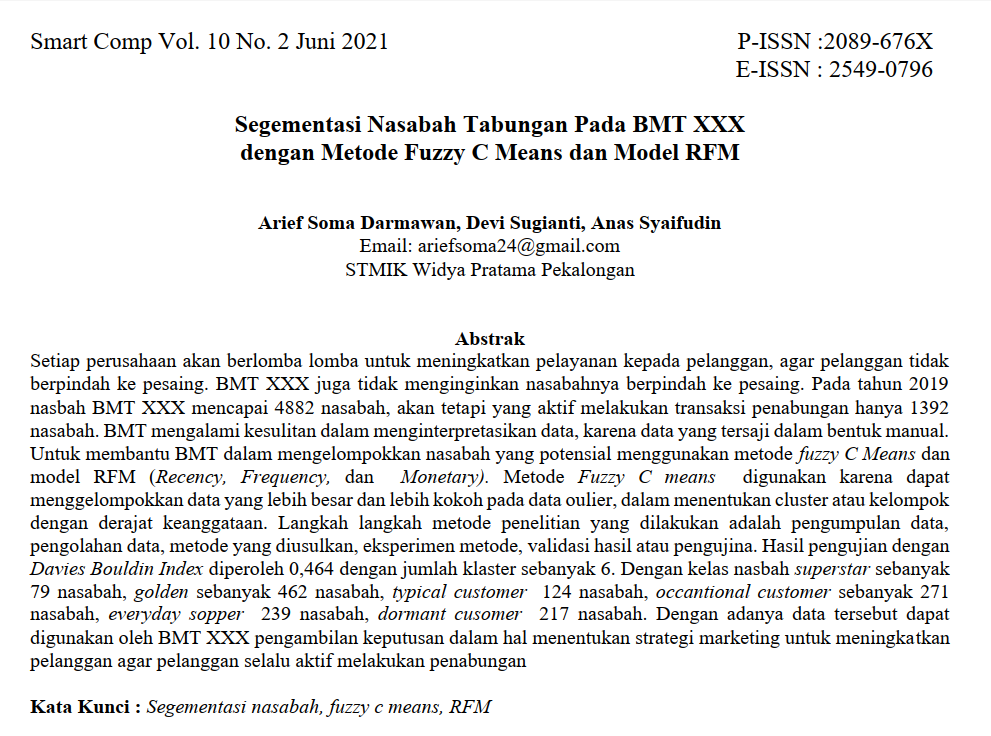 Smart Comp Vol. 10 No. 2 Juni 2021
P-ISSN :2089-676X
E-ISSN : 2549-0796
Segementasi Nasabah Tabungan Pada BMT XXX
dengan Metode Fuzzy C Means dan Model RFM
Arief Soma Darmawan, Devi Sugianti, Anas Syaifudin
Email: ariefsoma24@gmail.com
STMIK Widya Pratama Pekalongan
Abstrak
Setiap perusahaan akan berlomba lomba untuk meningkatkan pelayanan kepada pelanggan, agar pelanggan tidak
berpindah ke pesaing. BMT XXX juga tidak menginginkan nasabahnya berpindah ke pesaing. Pada tahun 2019
nasbah BMT XXX mencapai 4882 nasabah, akan tetapi yang aktif melakukan transaksi penabungan hanya 1392
nasabah. BMT mengalami kesulitan dalam menginterpretasikan data, karena data yang tersaji dalam bentuk manual.
Untuk membantu BMT dalam mengelompokkan nasabah yang potensial menggunakan metode fuzzy C Means dan
model RFM (Recency, Frequency, dan Monetary). Metode Fuzzy C means digunakan karena dapat
menggelompokkan data yang lebih besar dan lebih kokoh pada data oulier, dalam menentukan cluster atau kelompok
dengan derajat keanggataan. Langkah langkah metode penelitian yang dilakukan adalah pengumpulan data,
pengolahan data, metode yang diusulkan, eksperimen metode, validasi hasil atau pengujina. Hasil pengujian dengan
Davies Bouldin Index diperoleh 0,464 dengan jumlah klaster sebanyak 6. Dengan kelas nasbah superstar sebanyak
79 nasabah, golden sebanyak 462 nasabah, typical customer 124 nasabah, occantional customer sebanyak 271
nasabah, everyday sopper 239 nasabah, dormant cusomer 217 nasabah. Dengan adanya data tersebut dapat
digunakan oleh BMT XXX pengambilan keputusan dalam hal menentukan strategi marketing untuk meningkatkan
pelanggan agar pelanggan selalu aktif melakukan penabungan
Kata Kunci : Segementasi nasabah, fuzzy c means, RFM